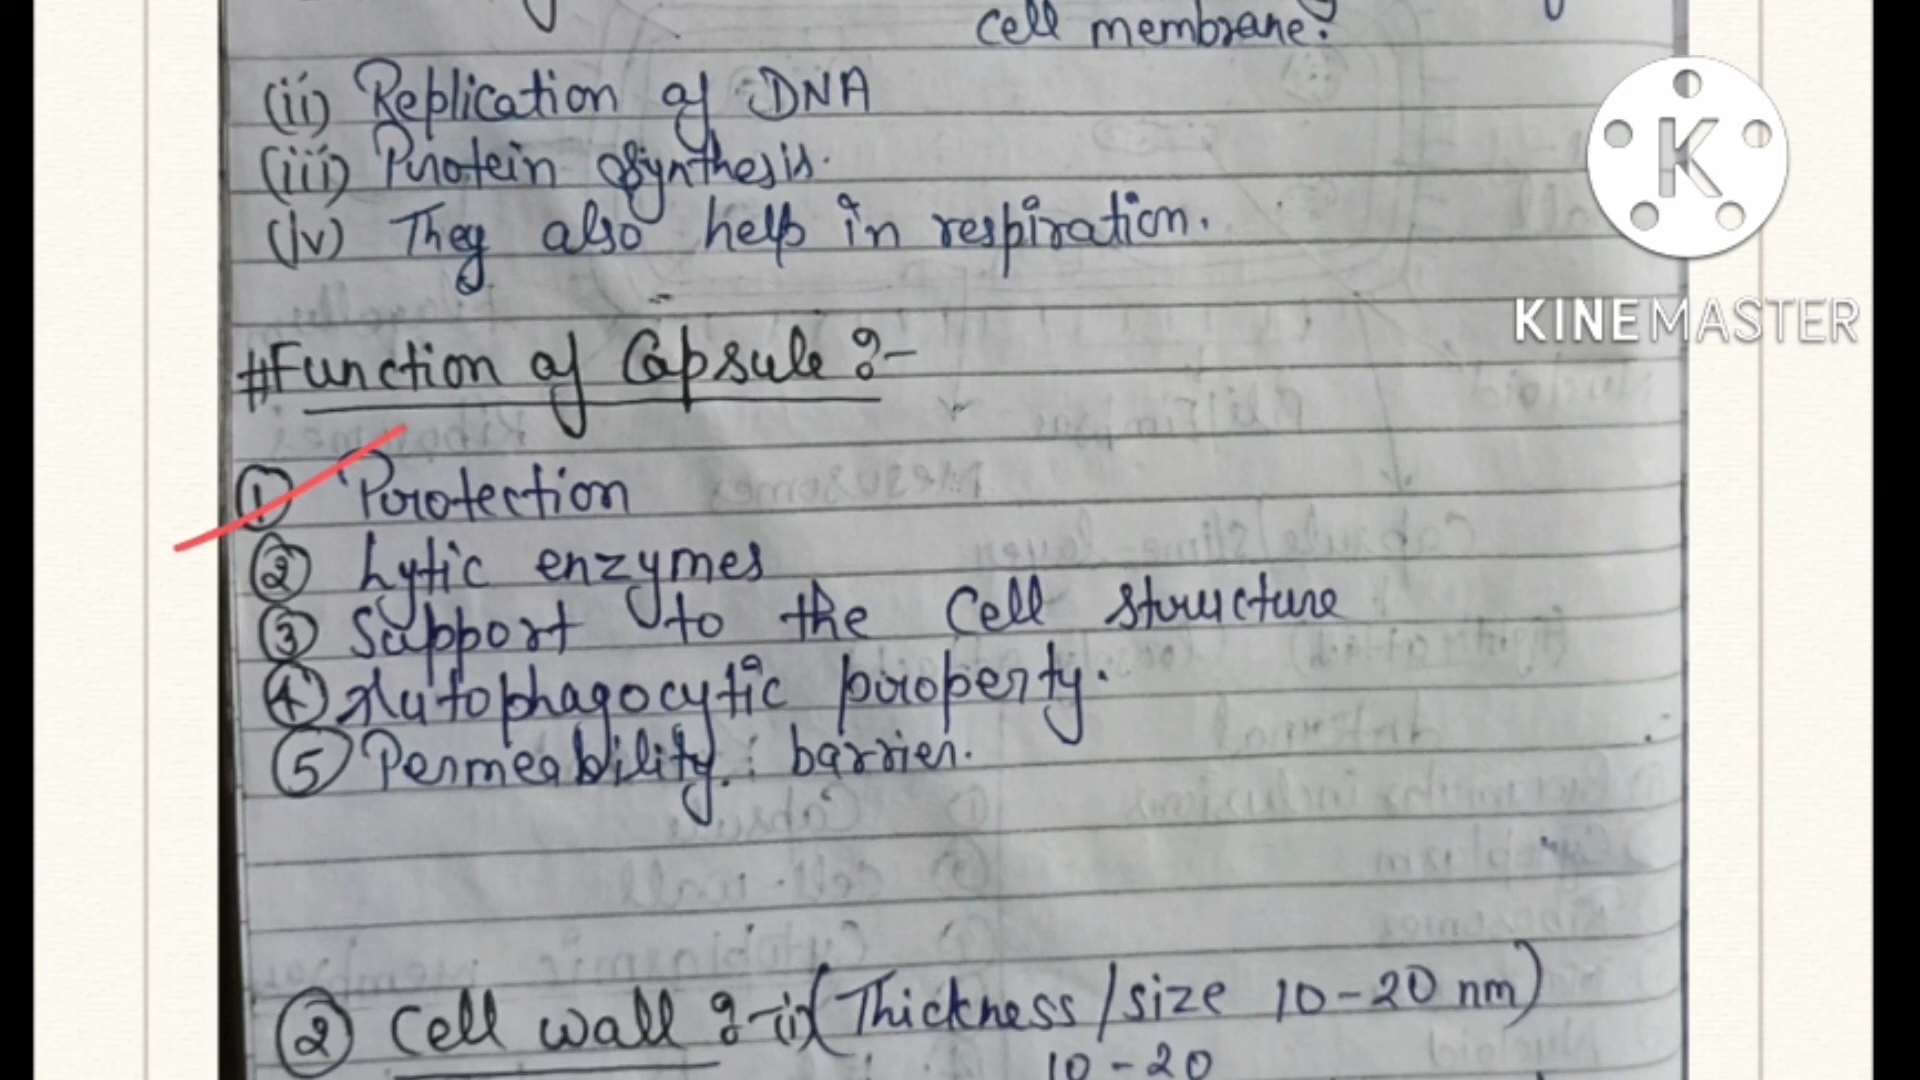 cell membrane?
(ii) Replication of DNA
(iii) Protein synthesis.
(iv) They also help in respiration.
KINEMASTER
#Function of Capsule :-
① Protection
② Lytic enzymes
③ Support to the cell structure
④ Autophagocytic property.
⑤ Permeability barrier.
② Cell wall :-(i) (Thickness/size 10-20 nm)
10-20